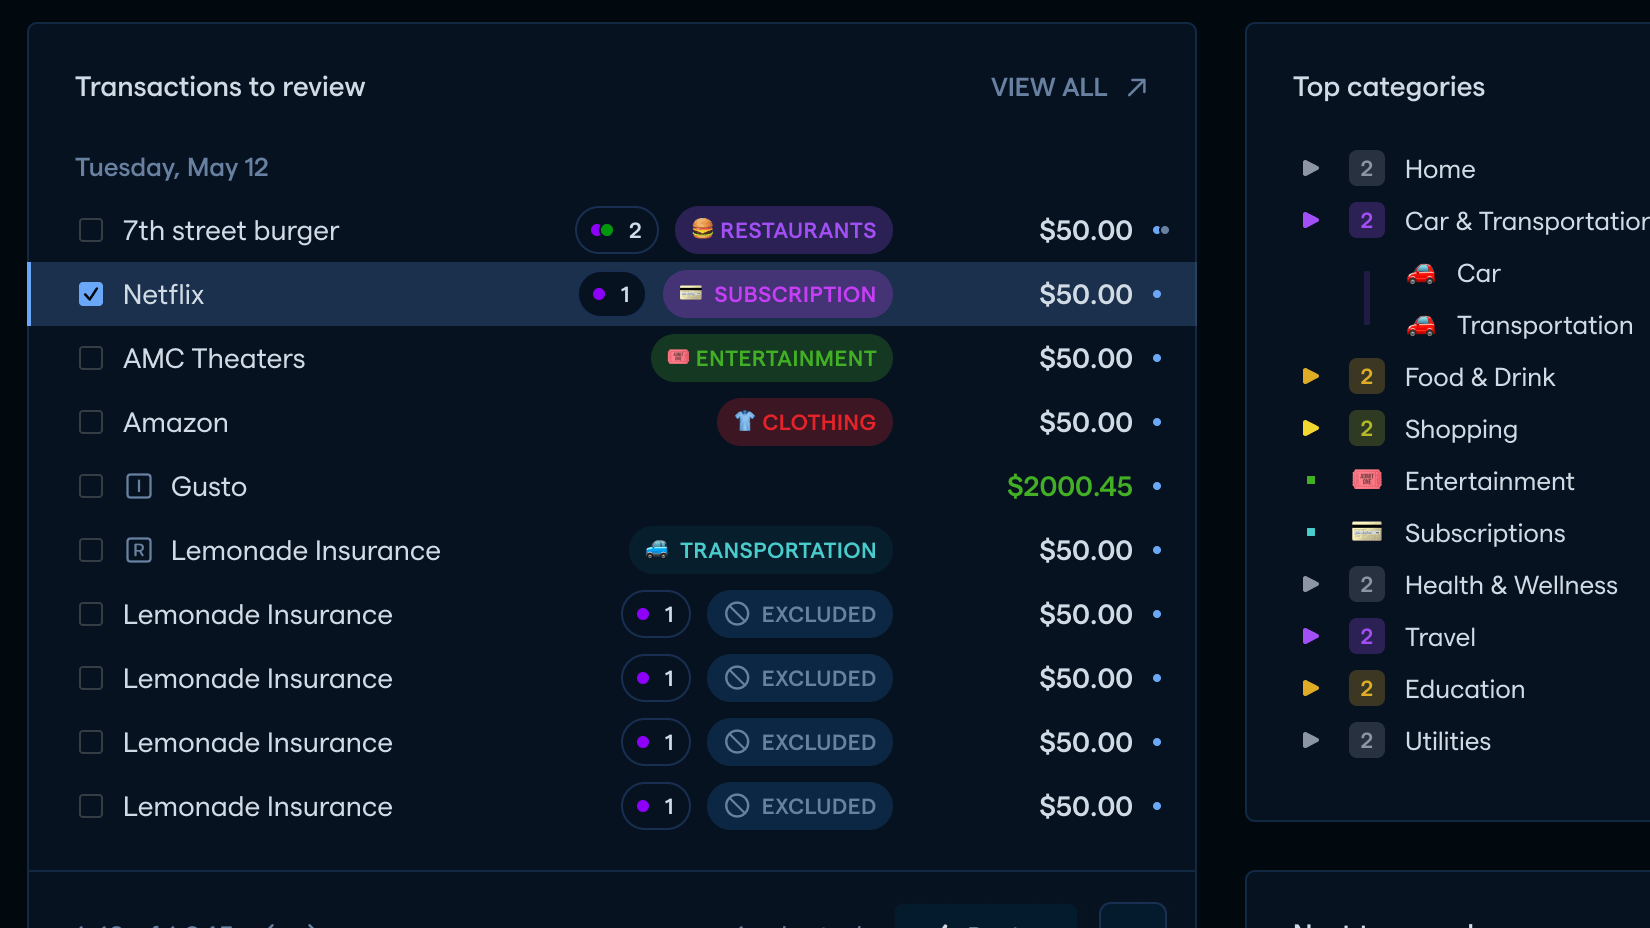 Transactions to review
VIEW ALL
Tuesday, May 12
7th street burger 2 RESTAURANTS $50.00
Netflix 1 SUBSCRIPTION $50.00
AMC Theaters ENTERTAINMENT $50.00
Amazon CLOTHING $50.00
I Gusto $2000.45
R Lemonade Insurance TRANSPORTATION $50.00
Lemonade Insurance 1 EXCLUDED $50.00
Lemonade Insurance 1 EXCLUDED $50.00
Lemonade Insurance 1 EXCLUDED $50.00
Lemonade Insurance 1 EXCLUDED $50.00
Top categories
2 Home
2 Car & Transportation
Car
Transportation
2 Food & Drink
2 Shopping
Entertainment
Subscriptions
2 Health & Wellness
2 Travel
2 Education
2 Utilities